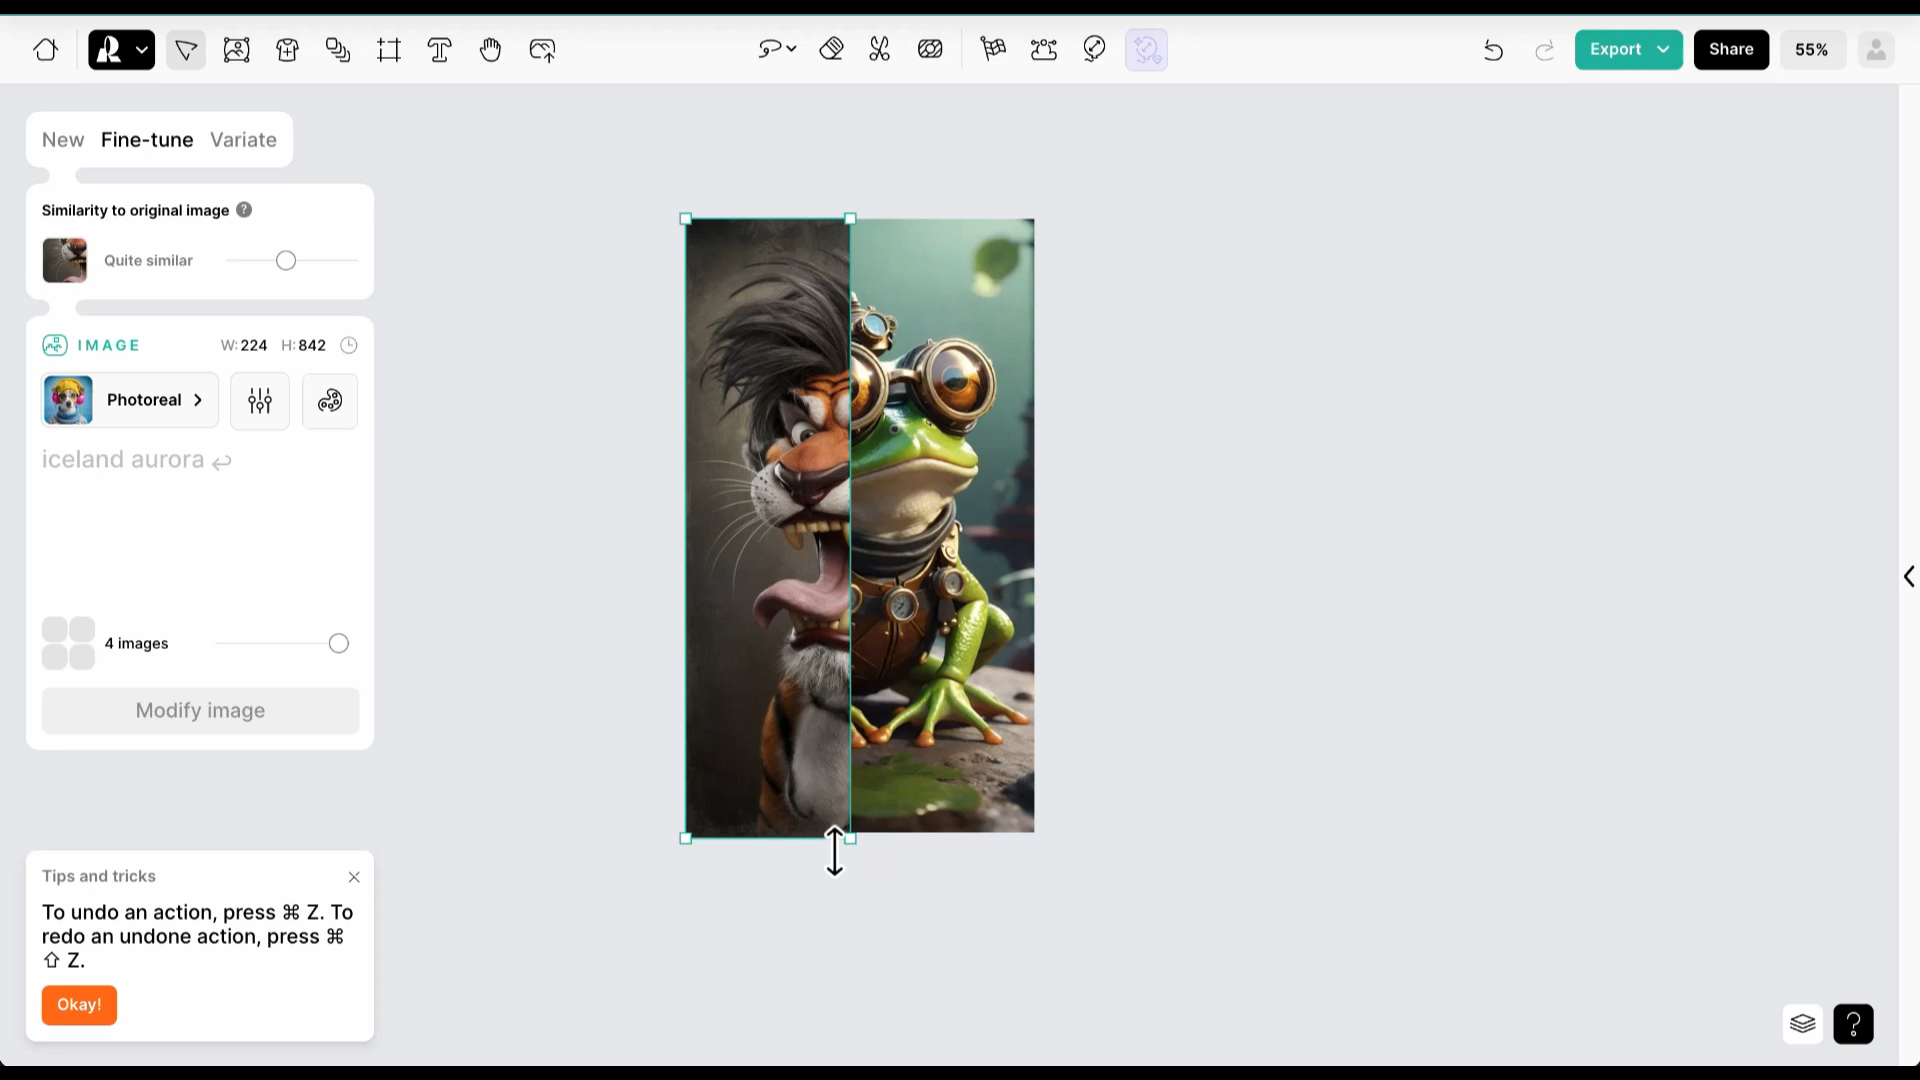 Export
Share
55%
New Fine-tune Variate
Similarity to original image ?
Quite similar
IMAGE W: 224 H: 842
Photoreal
iceland aurora
4 images
Modify image
Tips and tricks
To undo an action, press ⌘ Z. To
redo an undone action, press ⌘
⇧ Z.
Okay!
?